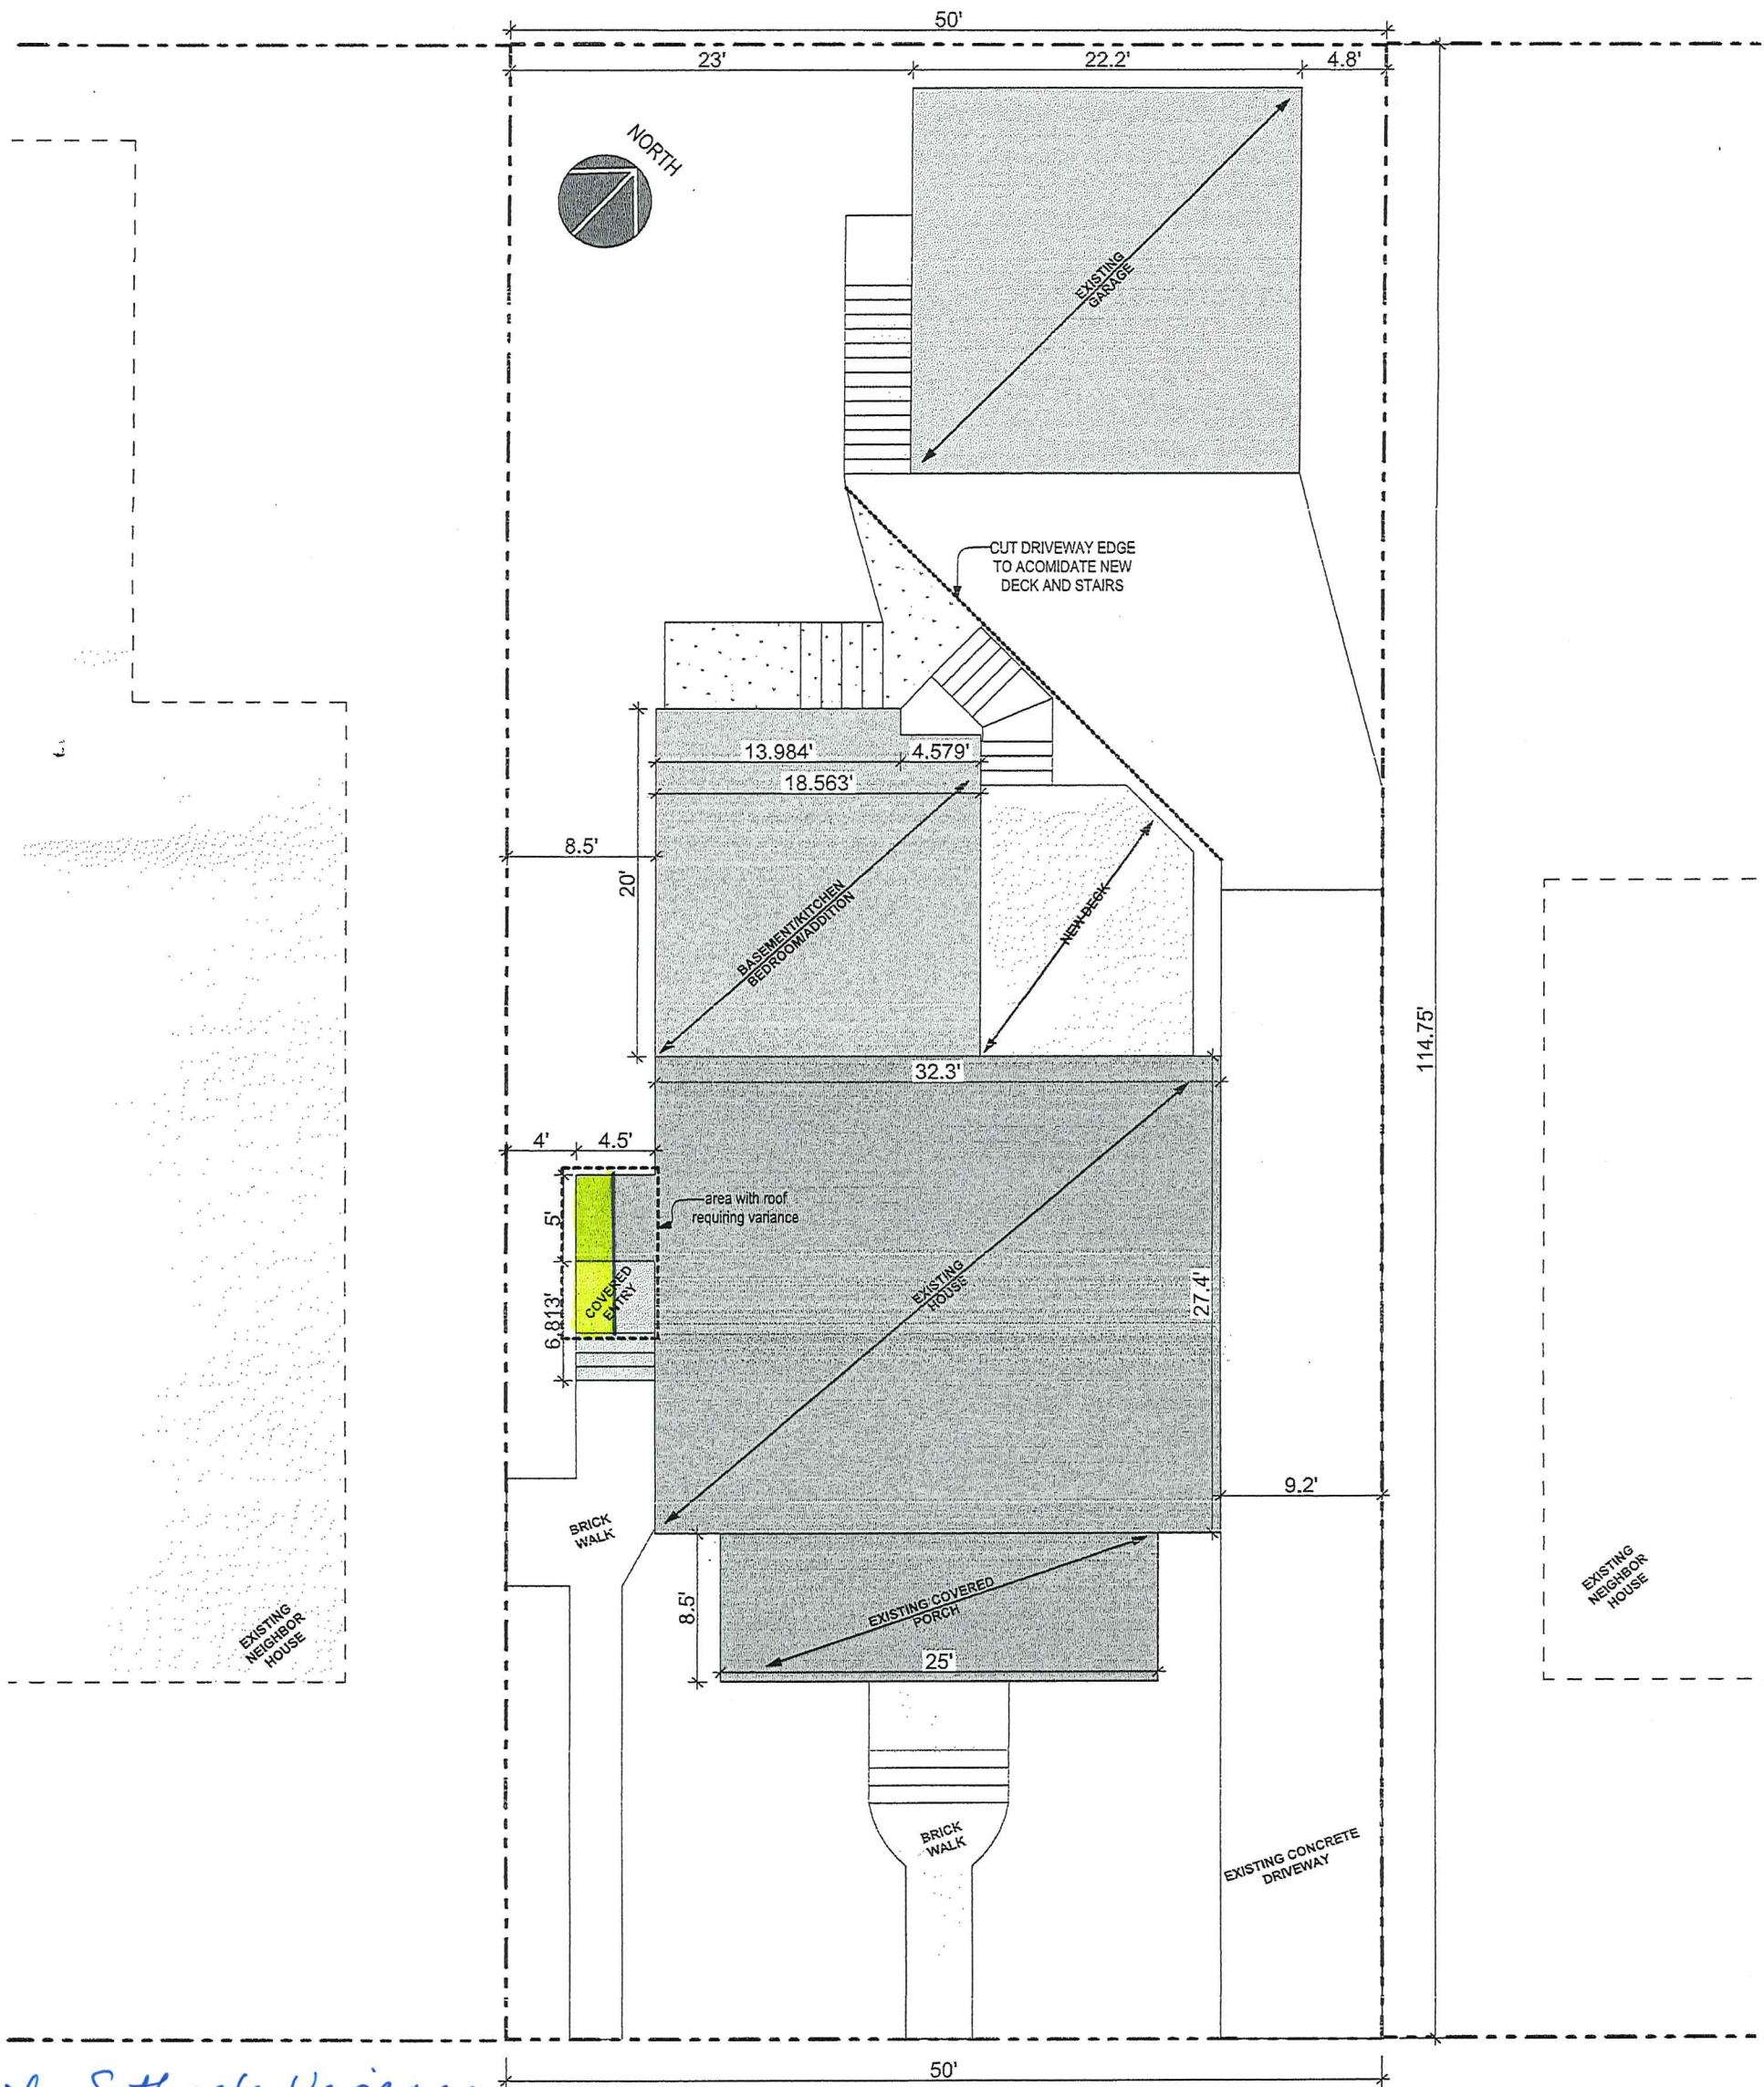 50'
23'
22.2'
4.8'
NORTH
EXISTING
GARAGE
CUT DRIVEWAY EDGE
TO ACOMIDATE NEW
DECK AND STAIRS
13.984'
4.579'
18.563'
8.5'
20'
BASEMENT/KITCHEN
BEDROOM/ADDITION
NEW DECK
114.75'
32.3'
4'
4.5'
area with roof
requiring variance
5'
COVERED
ENTRY
6.813'
EXISTING
HOUSE
27.4'
9.2'
BRICK
WALK
8.5'
EXISTING COVERED
PORCH
25'
EXISTING
NEIGHBOR
HOUSE
EXISTING
NEIGHBOR
HOUSE
BRICK
WALK
EXISTING CONCRETE
DRIVEWAY
50'